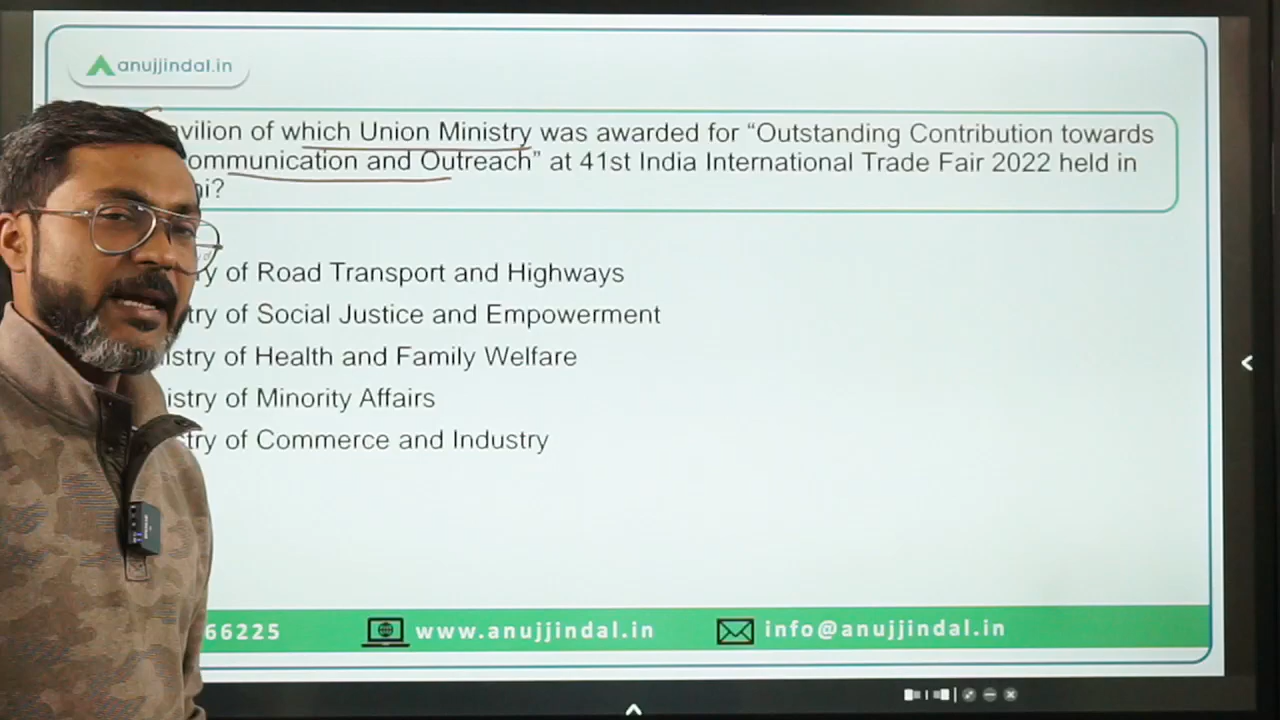 anujjindal.in
avilion of which Union Ministry was awarded for “Outstanding Contribution towards
ommunication and Outreach” at 41st India International Trade Fair 2022 held in
hi?
ry of Road Transport and Highways
try of Social Justice and Empowerment
istry of Health and Family Welfare
istry of Minority Affairs
try of Commerce and Industry
66225
www.anujjindal.in
info@anujjindal.in